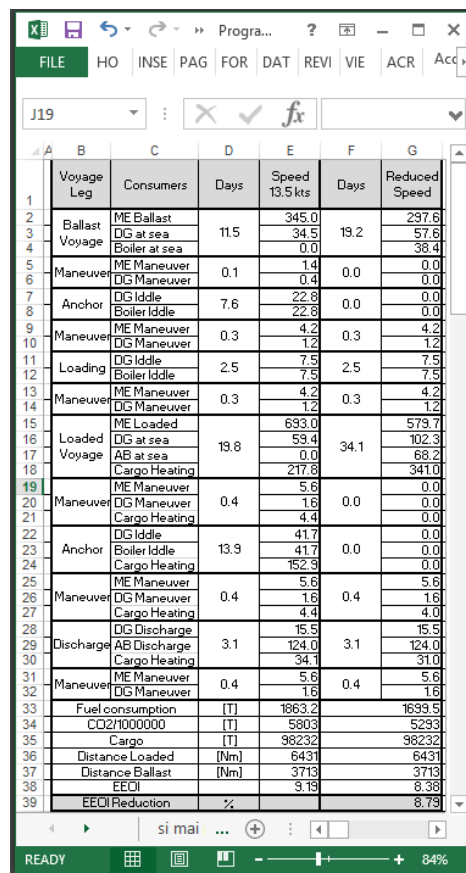 Progra... ?
FILE HO INSE PAG FOR DAT REVI VIE ACR Acc
J19 fx
A B C D E F G
1 Voyage Leg Consumers Days Speed 13.5 kts Days Reduced Speed
2 Ballast Voyage ME Ballast 11.5 345.0 19.2 297.6
3 DG at sea 34.5 57.6
4 Boiler at sea 0.0 38.4
5 Maneuver ME Maneuver 0.1 1.4 0.0 0.0
6 DG Maneuver 0.4 0.0
7 Anchor DG Iddle 7.6 22.8 0.0 0.0
8 Boiler Iddle 22.8 0.0
9 Maneuver ME Maneuver 0.3 4.2 0.3 4.2
10 DG Maneuver 1.2 1.2
11 Loading DG Iddle 2.5 7.5 2.5 7.5
12 Boiler Iddle 7.5 7.5
13 Maneuver ME Maneuver 0.3 4.2 0.3 4.2
14 DG Maneuver 1.2 1.2
15 Loaded Voyage ME Loaded 19.8 693.0 34.1 579.7
16 DG at sea 59.4 102.3
17 AB at sea 0.0 68.2
18 Cargo Heating 217.8 341.0
19 Maneuver ME Maneuver 0.4 5.6 0.0 0.0
20 DG Maneuver 1.6 0.0
21 Cargo Heating 4.4 0.0
22 Anchor DG Iddle 13.9 41.7 0.0 0.0
23 Boiler Iddle 41.7 0.0
24 Cargo Heating 152.9 0.0
25 Maneuver ME Maneuver 0.4 5.6 0.4 5.6
26 DG Maneuver 1.6 1.6
27 Cargo Heating 4.4 4.0
28 Discharge DG Discharge 3.1 15.5 3.1 15.5
29 AB Discharge 124.0 124.0
30 Cargo Heating 34.1 31.0
31 Maneuver ME Maneuver 0.4 5.6 0.4 5.6
32 DG Maneuver 1.6 1.6
33 Fuel consumption [T] 1863.2 1699.5
34 CO2/1000000 [T] 5803 5293
35 Cargo [T] 98232 98232
36 Distance Loaded [Nm] 6431 6431
37 Distance Ballast [Nm] 3713 3713
38 EEOI 9.19 8.38
39 EEOI Reduction % 8.79
si mai ...
READY 84%